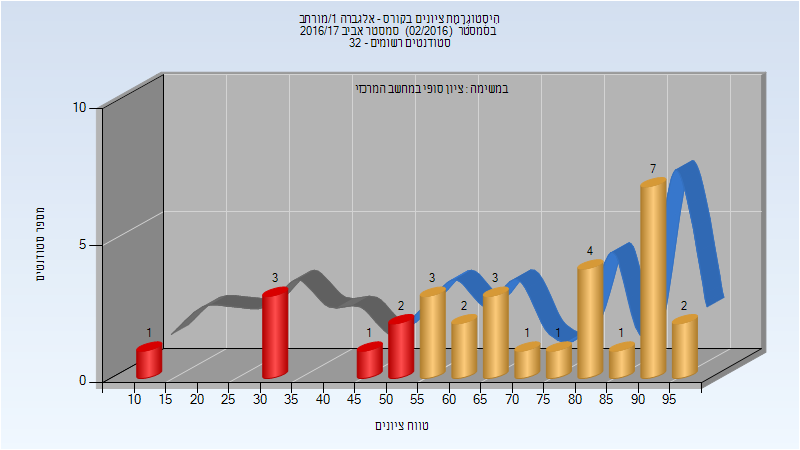 היסטוגרמת ציונים בקורס - אלגברה 1/מורחב
בסמסטר (02/2016) סמסטר אביב 2016/17
סטודנטים רשומים - 32
במשימה : ציון סופי במחשב המרכזי
10
5
0
מספר סטודנטים
1
3
1
2
3
2
3
1
1
4
1
7
2
10 15 20 25 30 35 40 45 50 55 60 65 70 75 80 85 90 95
טווח ציונים